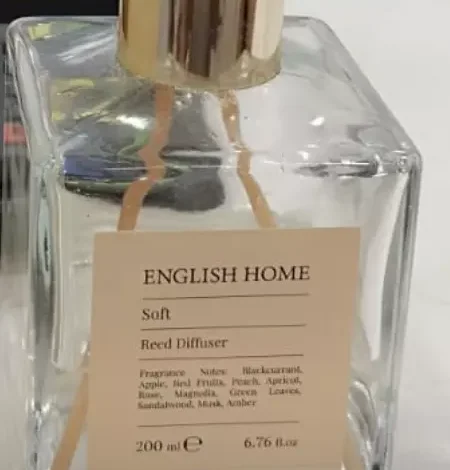 ENGLISH HOME
Soft
Reed Diffuser
Fragrance Notes: Blackcurrant,
Apple, Red Fruits, Peach, Apricot,
Rose, Magnolia, Green Leaves,
Sandalwood, Musk, Amber
200 ml ℮ 6.76 fl.oz